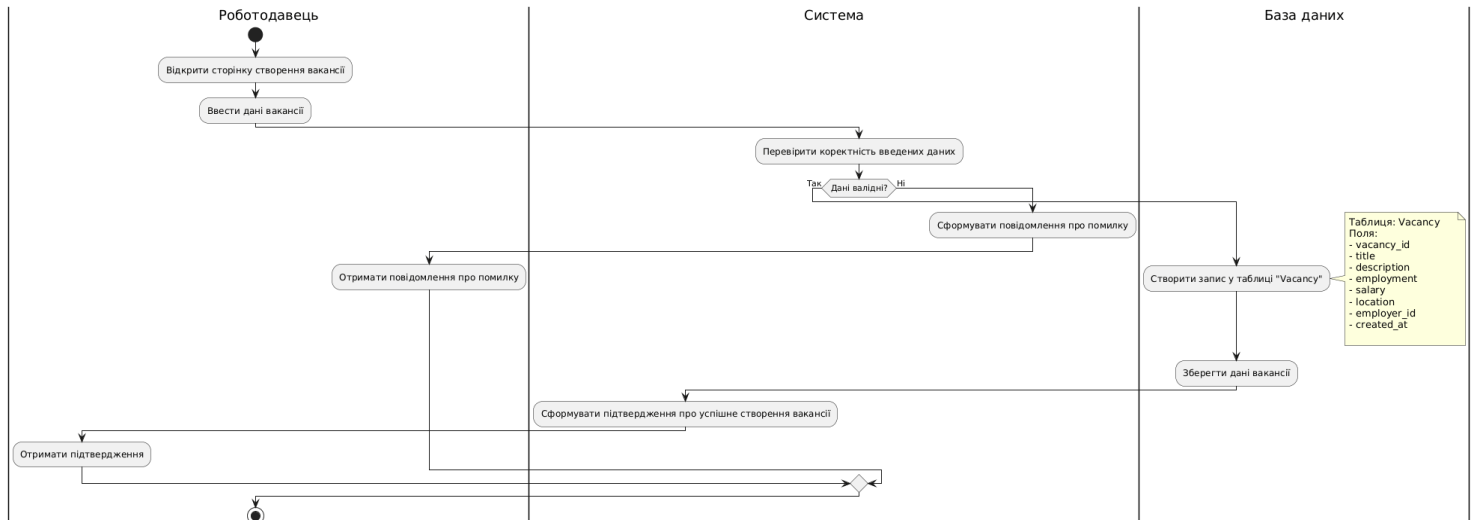 Роботодавець
Система
База даних
Відкрити сторінку створення вакансії
Ввести дані вакансії
Перевірити коректність введених даних
Так
Дані валідні?
Ні
Сформувати повідомлення про помилку
Отримати повідомлення про помилку
Створити запис у таблиці "Vacancy"
Таблиця: Vacancy
Поля:
- vacancy_id
- title
- description
- employment
- salary
- location
- employer_id
- created_at
Зберегти дані вакансії
Сформувати підтвердження про успішне створення вакансії
Отримати підтвердження